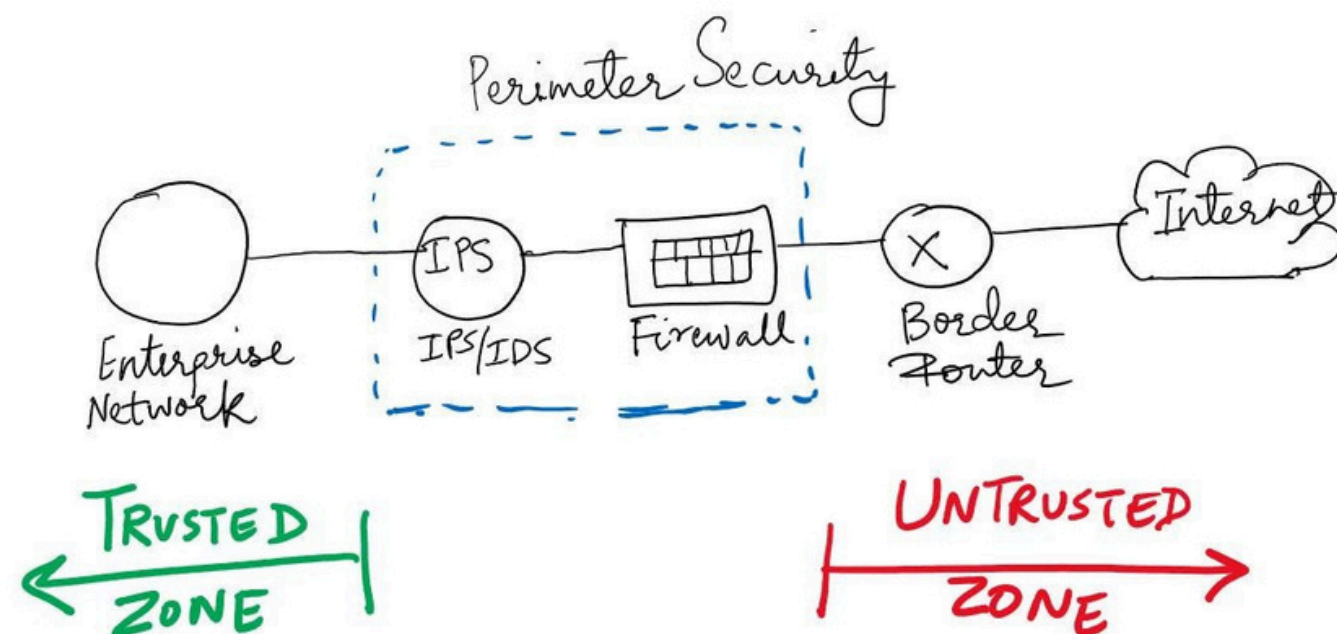 Perimeter Security
IPS
X
Internet
Enterprise
Network
IPS/IDS
Firewall
Border
Router
TRUSTED
ZONE
UNTRUSTED
ZONE